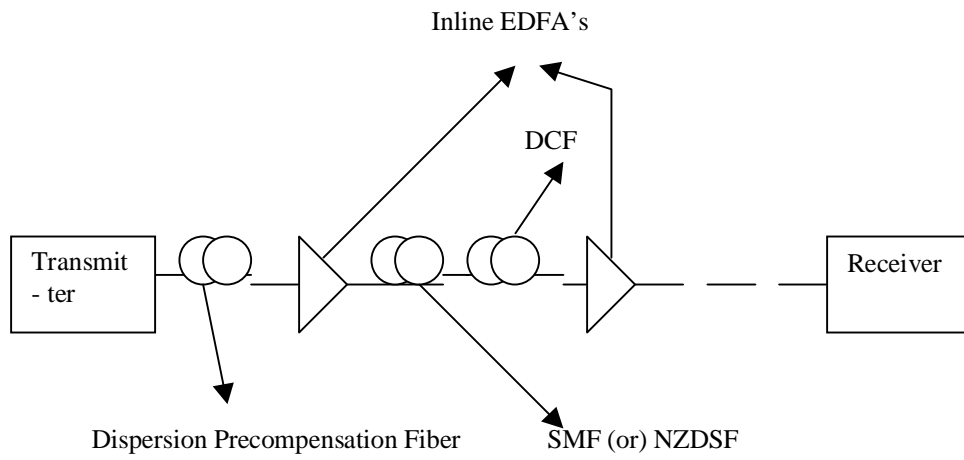 Inline EDFA’s
DCF
Transmit
- ter
Receiver
Dispersion Precompensation Fiber
SMF (or) NZDSF